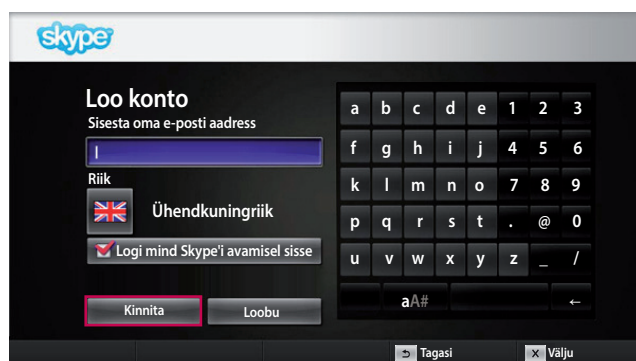 skype
Loo konto
Sisesta oma e-posti aadress
Riik
Ühendkuningriik
Logi mind Skype'i avamisel sisse
Kinnita Loobu
a b c d e 1 2 3
f g h i j 4 5 6
k l m n o 7 8 9
p q r s t . @ 0
u v w x y z _ /
aA# ←
Tagasi x Välju